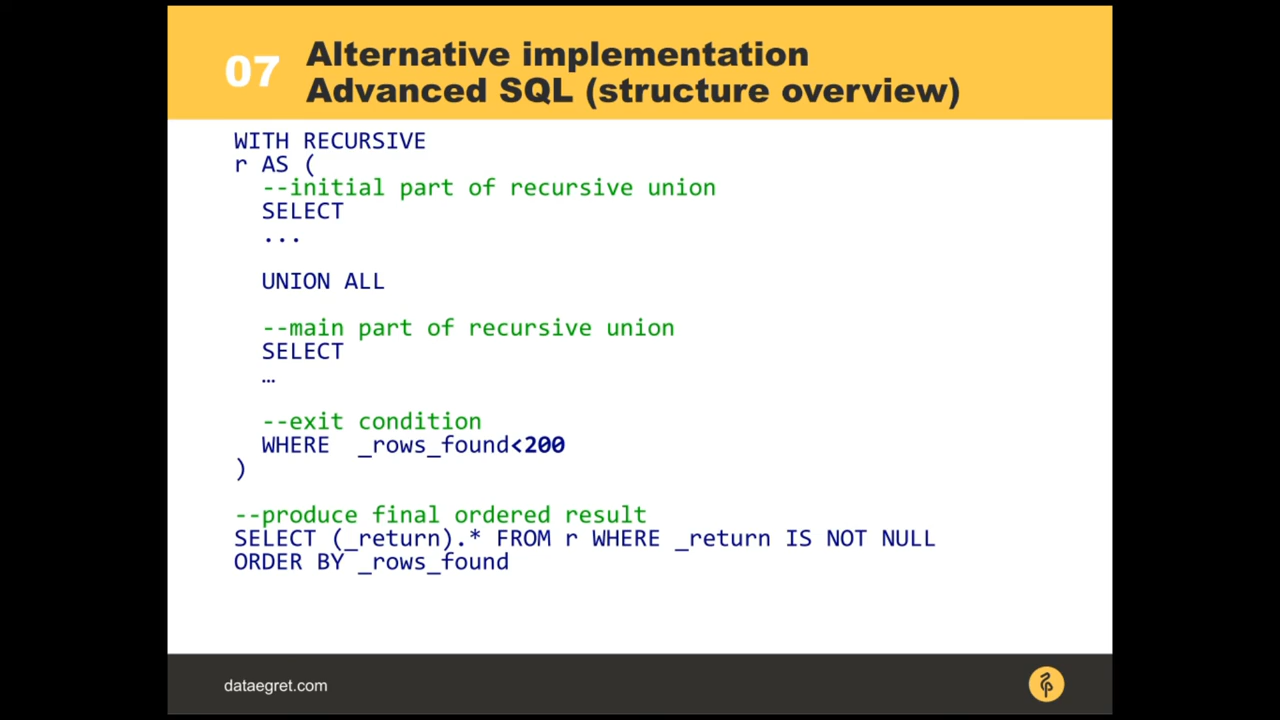 07
Alternative implementation
Advanced SQL (structure overview)
WITH RECURSIVE
r AS (
--initial part of recursive union
SELECT
...
UNION ALL
--main part of recursive union
SELECT
…
--exit condition
WHERE _rows_found<200
)
--produce final ordered result
SELECT (_return).* FROM r WHERE _return IS NOT NULL
ORDER BY _rows_found
dataegret.com